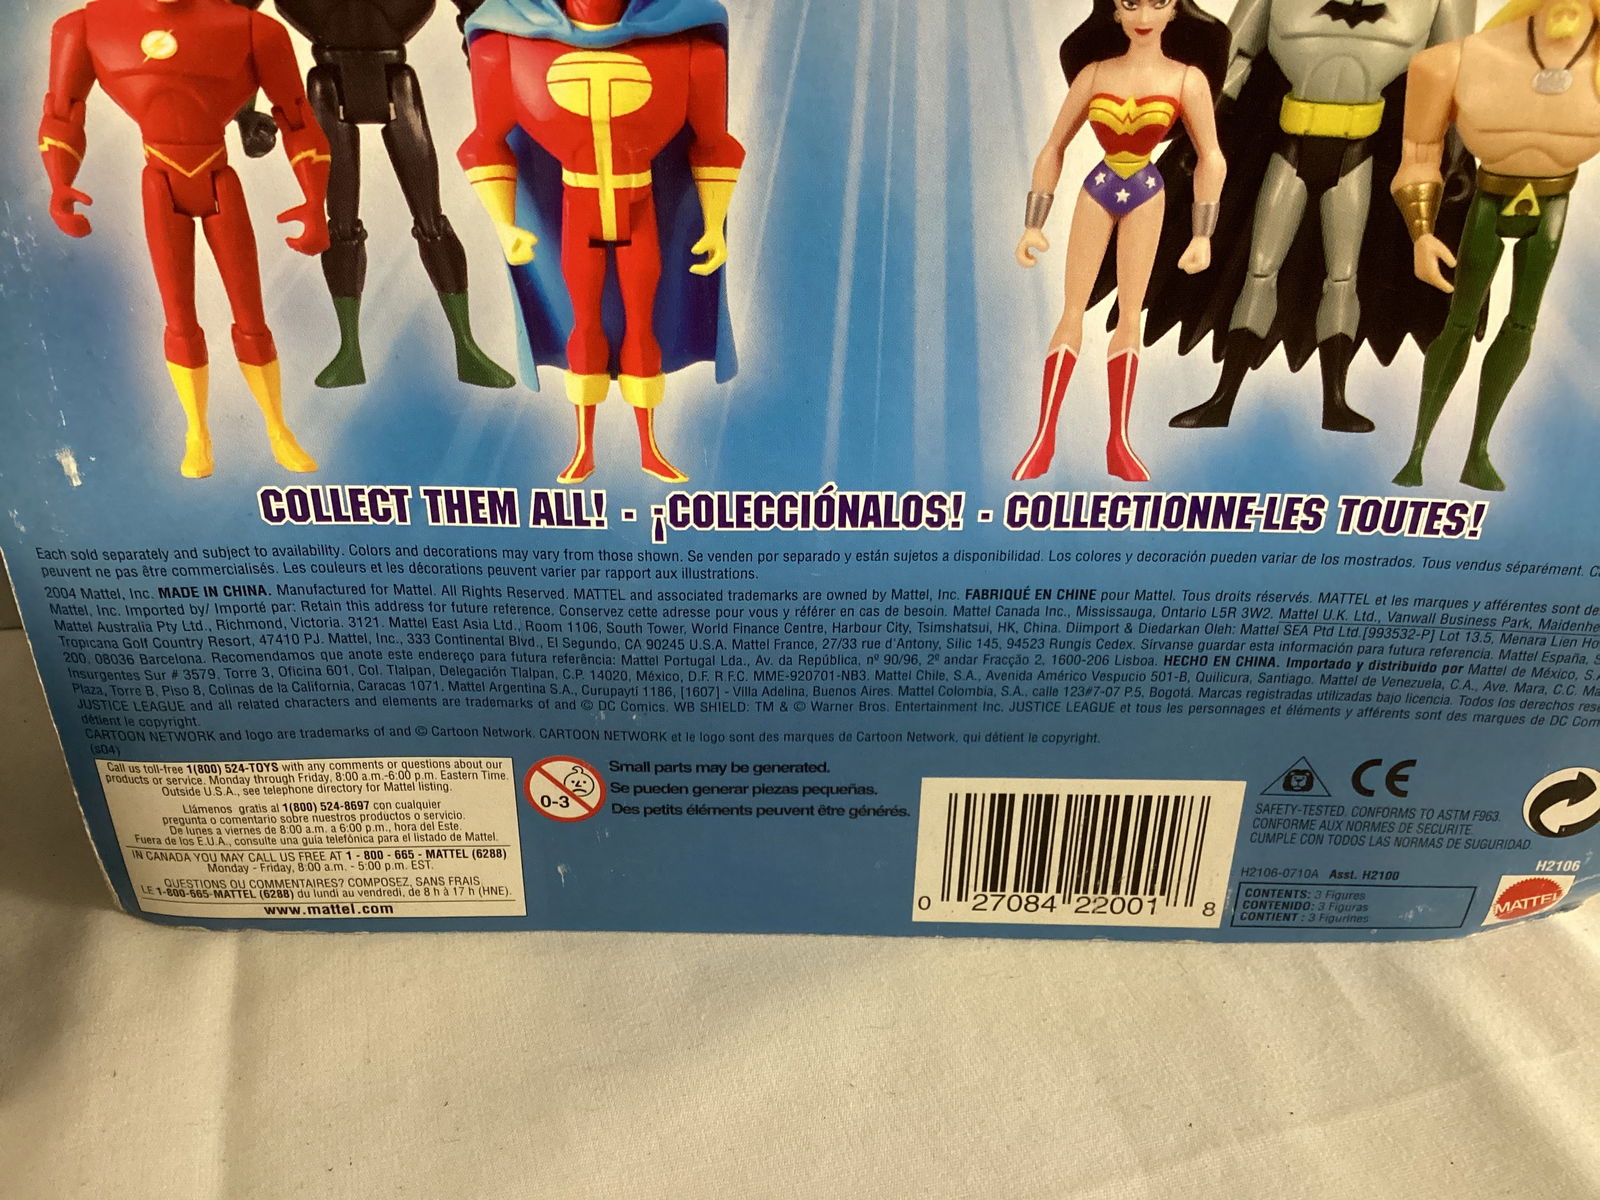 COLLECT THEM ALL! - ¡COLECCIÓNALOS! - COLLECTIONNE-LES TOUTES!
Each sold separately and subject to availability. Colors and decorations may vary from those shown. Se venden por separado y están sujetos a disponibilidad. Los colores y decoración pueden variar de los mostrados. Tous vendus séparément.
peuvent ne pas être commercialisés. Les couleurs et les décorations peuvent varier par rapport aux illustrations.
2004 Mattel, Inc. MADE IN CHINA. Manufactured for Mattel. All Rights Reserved. MATTEL and associated trademarks are owned by Mattel, Inc. FABRIQUÉ EN CHINE pour Mattel. Tous droits réservés. MATTEL et les marques y afférentes sont de
Mattel, Inc. Imported by/ Importé par: Retain this address for future reference. Conservez cette adresse pour vous y référer en cas de besoin. Mattel Canada Inc., Mississauga, Ontario L5R 3W2. Mattel U.K. Ltd., Vanwall Business Park,
Mattel Australia Pty Ltd., Richmond, Victoria. 3121. Mattel East Asia Ltd., Room 1106, South Tower, World Finance Centre, Harbour City, Tsimshatsui, HK, China. Diimport & Diedarkan Oleh: Mattel SEA Ptd Ltd.[993532-P] Lot 13.5, Menara Lien
Tropicana Golf Country Resort, 47410 PJ. Mattel, Inc., 333 Continental Blvd., El Segundo, CA 90245 U.S.A. Mattel France, 27/33 rue d'Antony, Silic 145, 94523 Rungis Cedex. Sírvanse guardar esta información para futura referencia. Mattel España,
200. 08036 Barcelona. Recomendamos que anote este endereço para futura referência: Mattel Portugal Lda., Av. da República, nº 90/96, 2º andar Fracção 2, 1600-206 Lisboa. HECHO EN CHINA. Importado y distribuido por Mattel de México,
Insurgentes Sur # 3579, Torre 3, Oficina 601, Col. Tlalpan, Delegación Tlalpan, C.P. 14020, México, D.F. R.F.C. MME-920701-NB3. Mattel Chile, S.A., Avenida Américo Vespucio 501-B, Quilicura, Santiago. Mattel de Venezuela, C.A., Ave. Mara, C.C.
Plaza, Torre B, Piso 8, Colinas de la California, Caracas 1071. Mattel Argentina S.A., Curupaytí 1186, [1607] - Villa Adelina, Buenos Aires. Mattel Colombia, S.A., calle 123#7-07 P.5, Bogotá. Marcas registradas utilizadas bajo licencia. Todos los derechos
JUSTICE LEAGUE and all related characters and elements are trademarks of and © DC Comics. WB SHIELD: TM & © Warner Bros. Entertainment Inc. JUSTICE LEAGUE et tous les personnages et éléments y afférents sont des marques de DC
détient le copyright.
CARTOON NETWORK and logo are trademarks of and © Cartoon Network. CARTOON NETWORK et le logo sont des marques de Cartoon Network, qui détient le copyright.
(s04)
Call us toll-free 1(800) 524-TOYS with any comments or questions about our
products or service. Monday through Friday, 8:00 a.m.-6:00 p.m. Eastern Time.
Outside U.S.A., see telephone directory for Mattel listing.
Llámenos gratis al 1(800) 524-8697 con cualquier
pregunta o comentario sobre nuestros productos o servicio.
De lunes a viernes de 8:00 a.m. a 6:00 p.m., hora del Este.
Fuera de los E.U.A., consulte una guía telefónica para el listado de Mattel.
IN CANADA YOU MAY CALL US FREE AT 1 - 800 - 665 - MATTEL (6288)
Monday - Friday, 8:00 a.m. - 5:00 p.m. EST.
QUESTIONS OU COMMENTAIRES? COMPOSEZ, SANS FRAIS
LE 1-800-665-MATTEL (6288) du lundi au vendredi, de 8 h à 17 h (HNE).
www.mattel.com
0-3
Small parts may be generated.
Se pueden generar piezas pequeñas.
Des petits éléments peuvent être générés.
0 27084 22001 8
CE
SAFETY-TESTED. CONFORMS TO ASTM F963.
CONFORME AUX NORMES DE SECURITE.
CUMPLE CON TODOS LAS NORMAS DE SUGURIDAD.
H2106
H2106-0710A Asst. H2100
CONTENTS: 3 Figures
CONTENIDO: 3 Figuras
CONTIENT : 3 Figurines
MATTEL